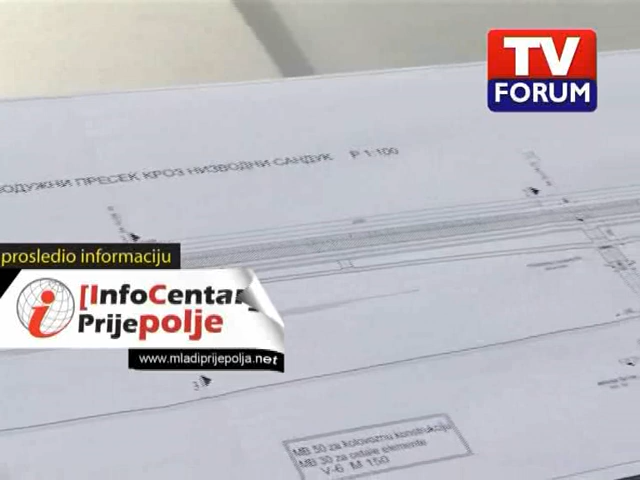 TV
FORUM
ОДУЖНИ ПРЕСЕК КРОЗ НИЗВОДНИ САНДУК Р 1:100
prosledio informaciju
[InfoCentar
Prijepolje
www.mladiprijepolja.net
MB 50 za kolovoznu konstrukciju
MB 30 za ostale elemente
V-6 M 150